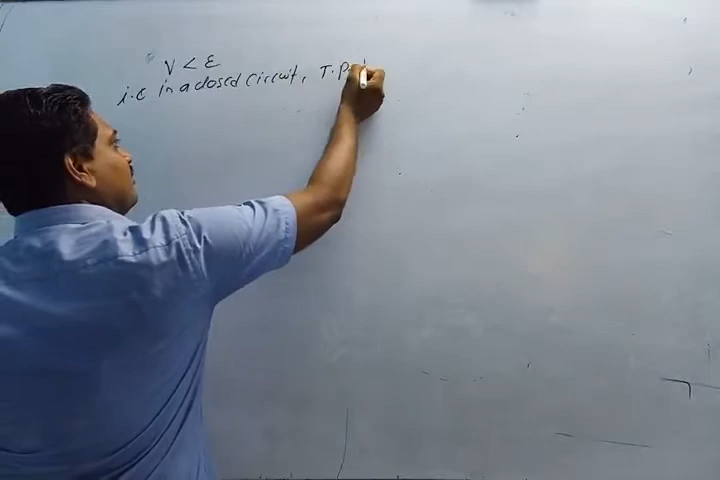 V < ε
i.e in a closed circuit, T.P